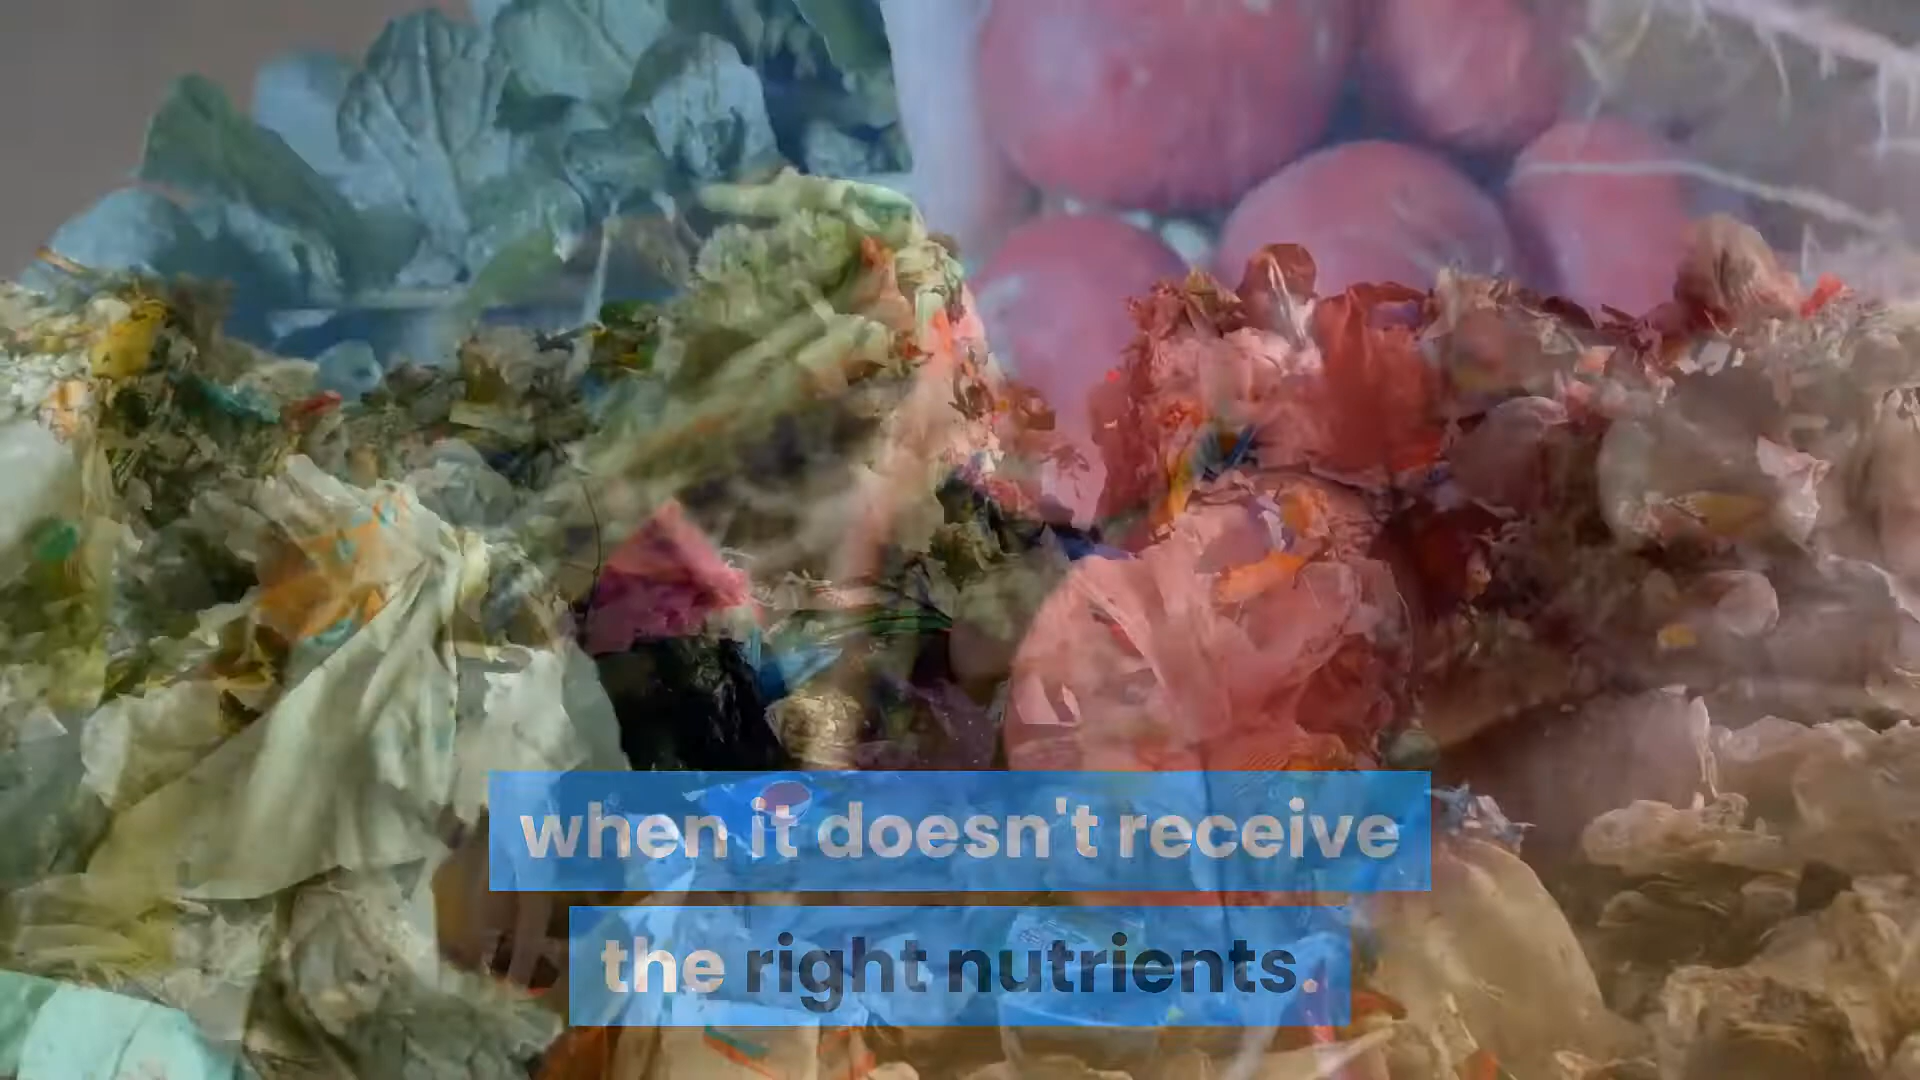 when it doesn't receive
the right nutrients.